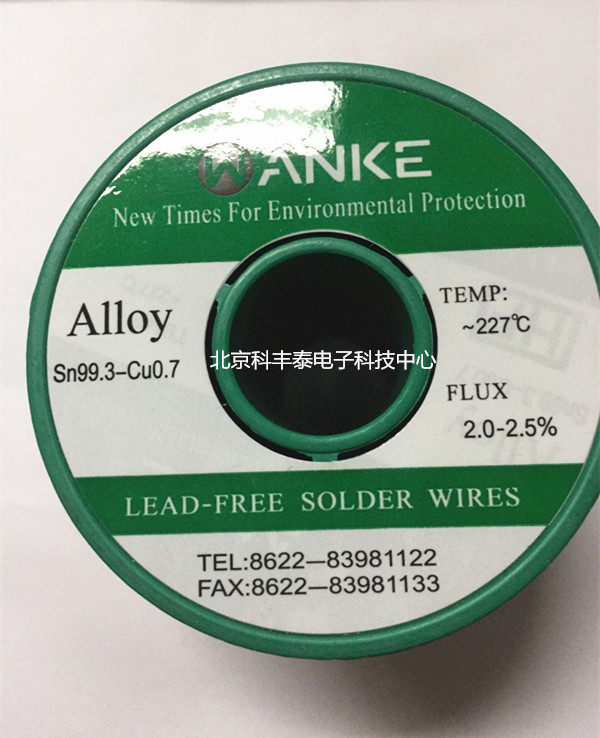 WANKE
New Times For Environmental Protection
Alloy
Sn99.3-Cu0.7
TEMP:
~227℃
FLUX
2.0-2.5%
北京科丰泰电子科技中心
LEAD-FREE SOLDER WIRES
TEL:8622-83981122
FAX:8622-83981133